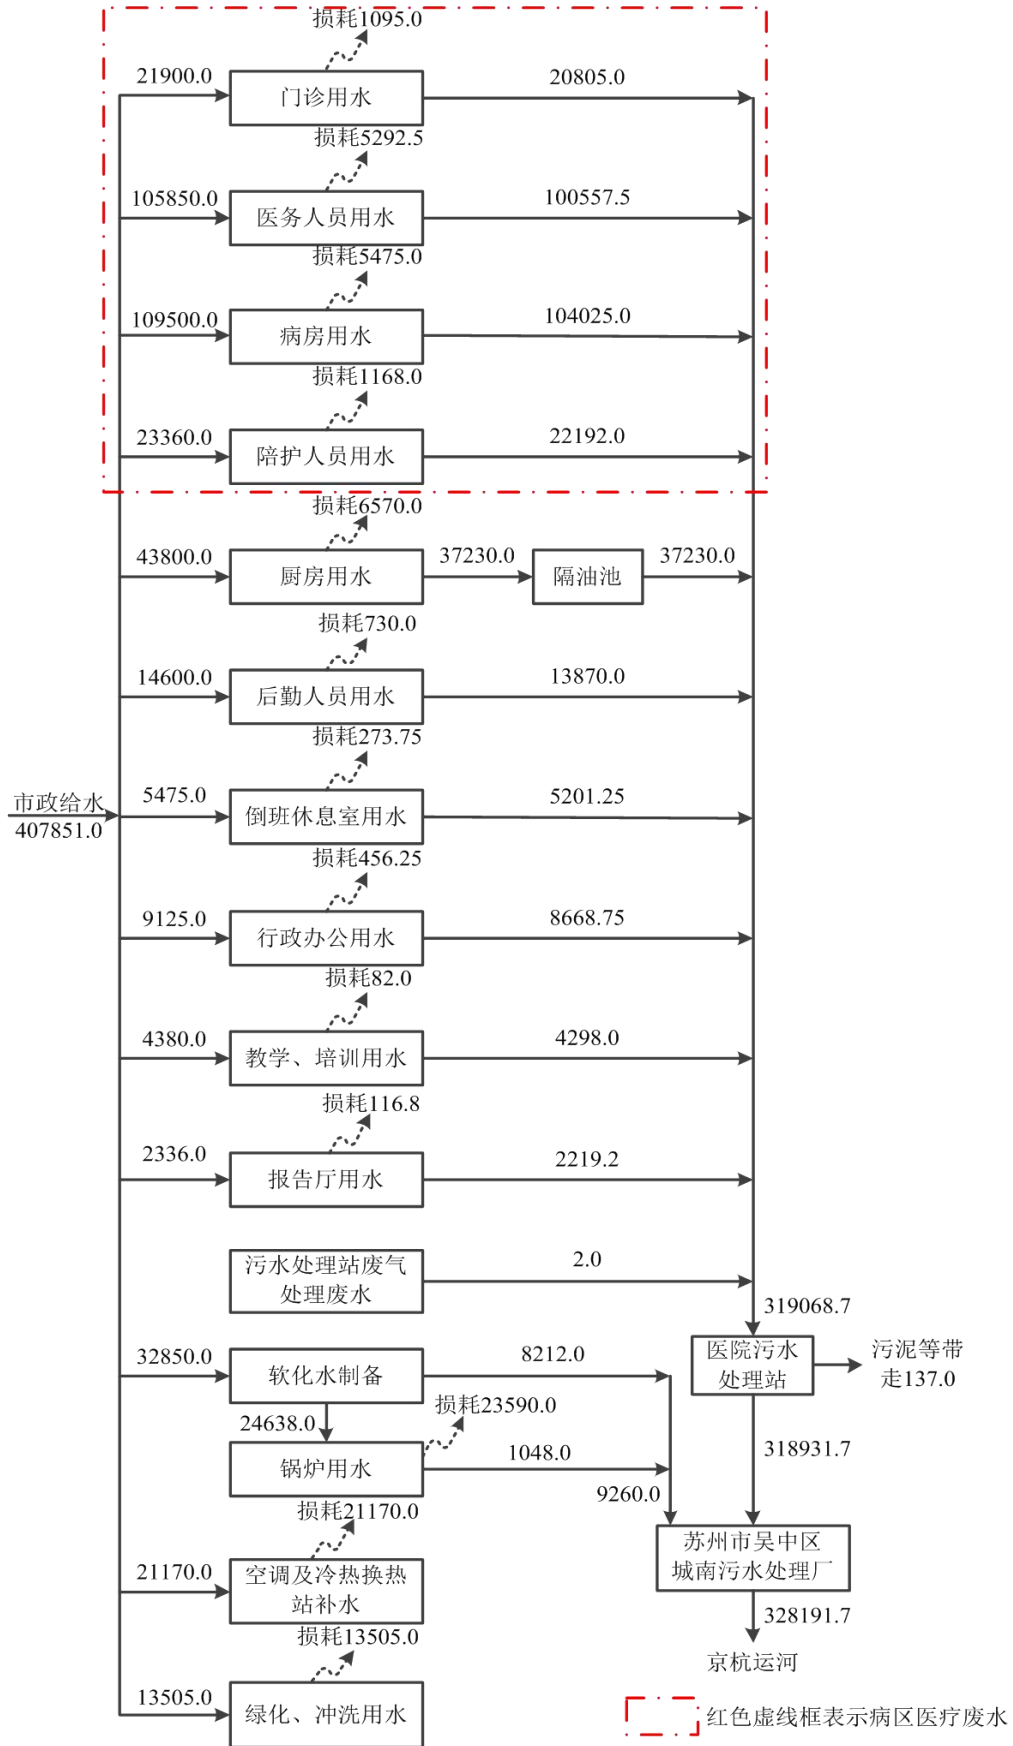 损耗1095.0
21900.0
门诊用水
20805.0
损耗5292.5
105850.0
医务人员用水
100557.5
损耗5475.0
109500.0
病房用水
104025.0
损耗1168.0
23360.0
陪护人员用水
22192.0
损耗6570.0
43800.0
厨房用水
37230.0
隔油池
37230.0
损耗730.0
14600.0
后勤人员用水
13870.0
损耗273.75
市政给水
407851.0
5475.0
倒班休息室用水
5201.25
损耗456.25
9125.0
行政办公用水
8668.75
损耗82.0
4380.0
教学、培训用水
4298.0
损耗116.8
2336.0
报告厅用水
2219.2
污水处理站废气
处理废水
2.0
319068.7
32850.0
软化水制备
8212.0
医院污水
处理站
污泥等带
走137.0
24638.0
损耗23590.0
锅炉用水
1048.0
318931.7
9260.0
损耗21170.0
21170.0
空调及冷热换热
站补水
苏州市吴中区
城南污水处理厂
328191.7
损耗13505.0
京杭运河
13505.0
绿化、冲洗用水
红色虚线框表示病区医疗废水